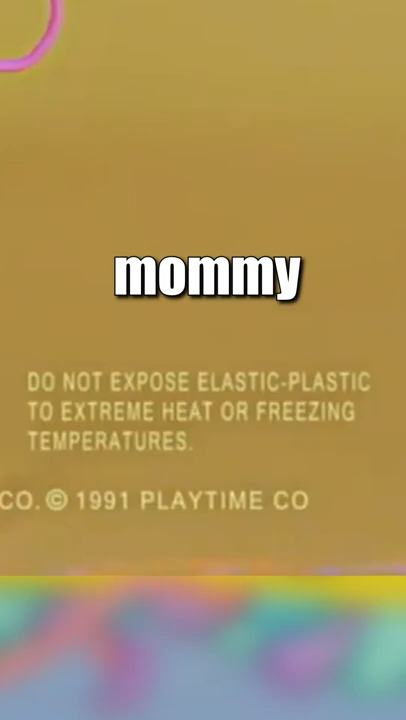 mommy
DO NOT EXPOSE ELASTIC-PLASTIC
TO EXTREME HEAT OR FREEZING
TEMPERATURES.
CO. © 1991 PLAYTIME CO